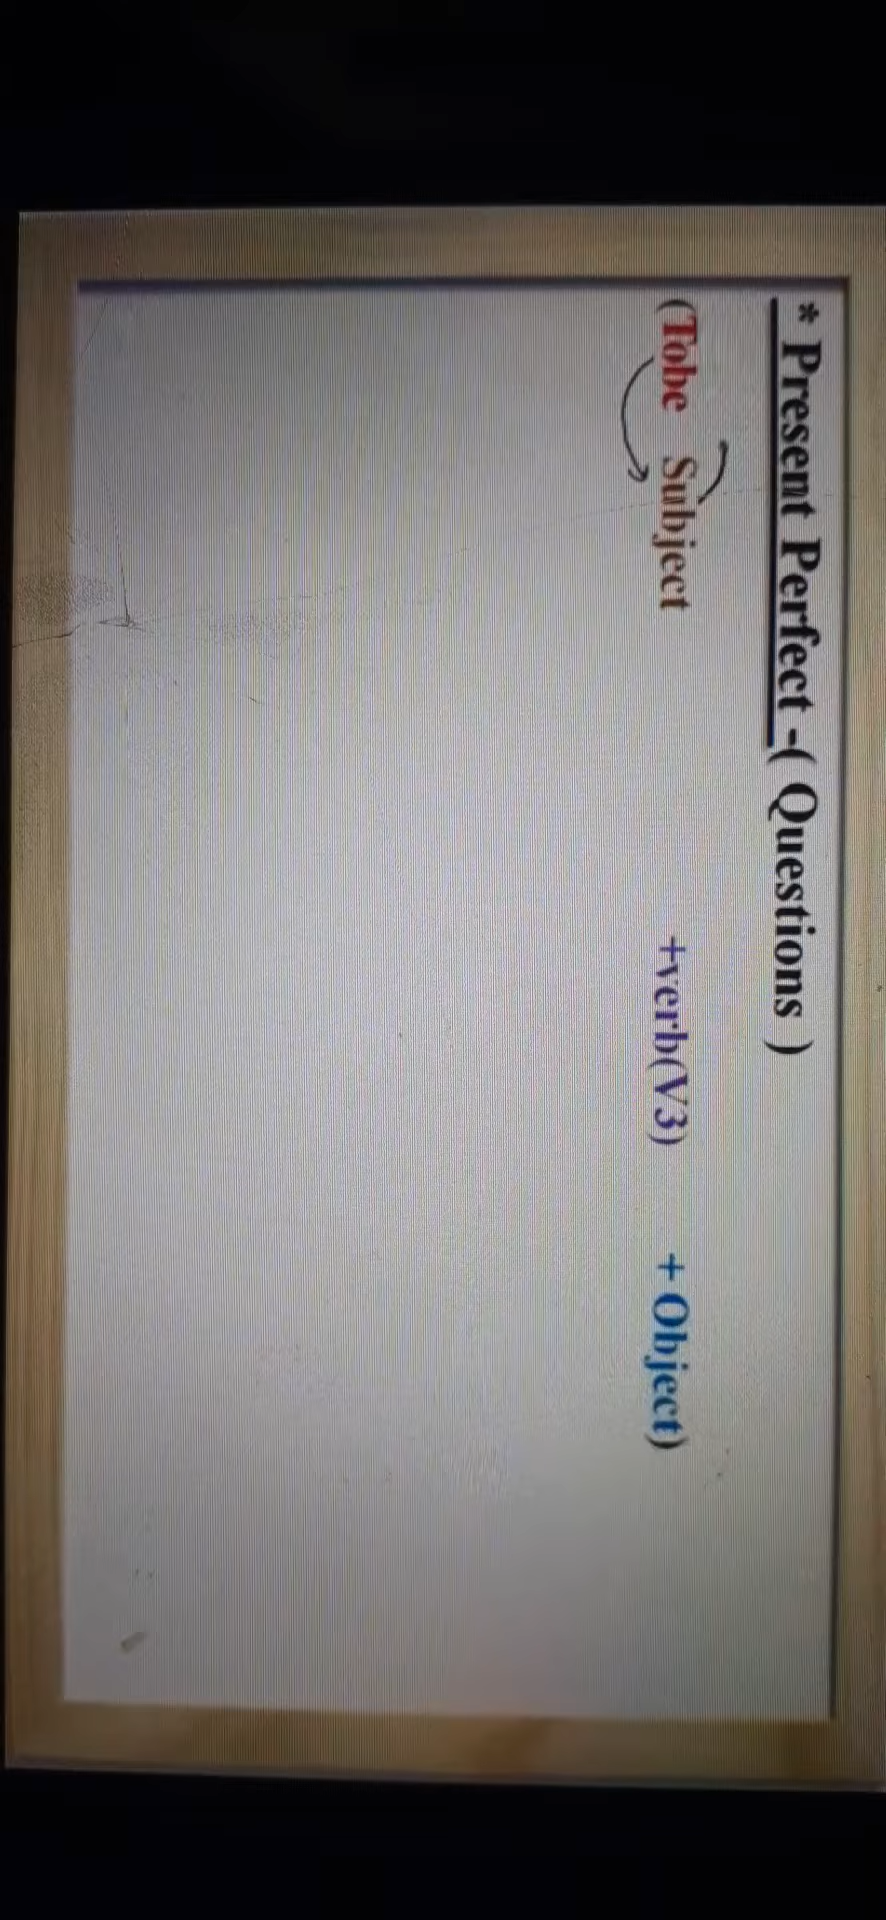 * Present Perfect -( Questions )
(Tobe Subject +verb(V3) + Object)